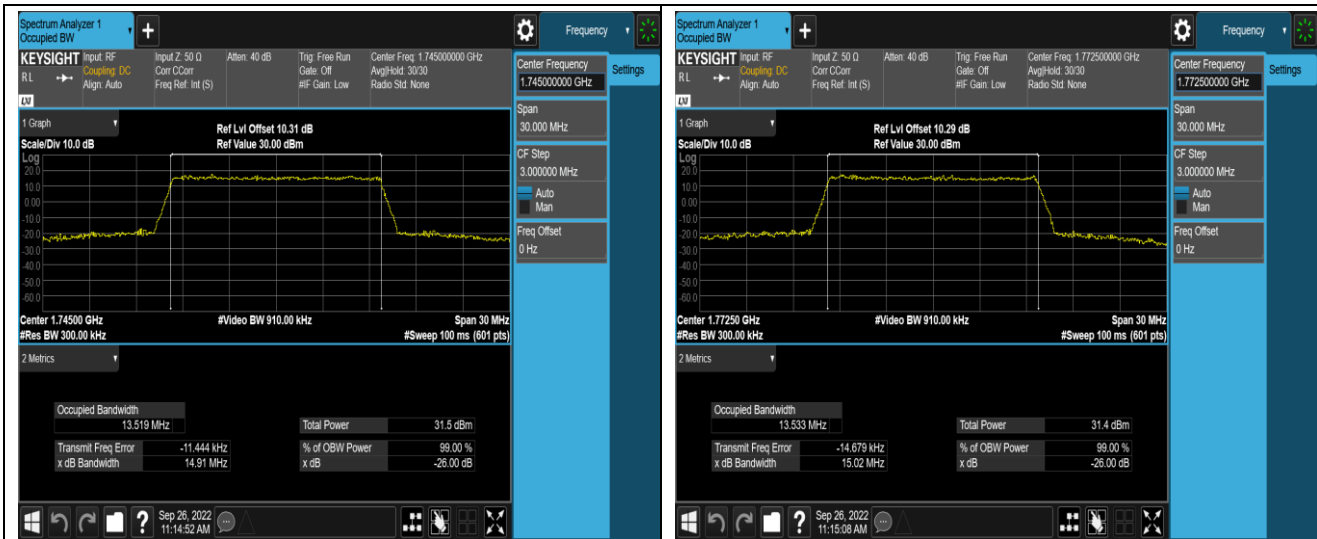 Spectrum Analyzer 1
Occupied BW
+
Frequency
KEYSIGHT
RL
LXI
Input: RF
Coupling: DC
Align: Auto
Input Z: 50 Ω
Corr CCorr
Freq Ref: Int (S)
Atten: 40 dB
Trig: Free Run
Gate: Off
#IF Gain: Low
Center Freq: 1.745000000 GHz
Avg|Hold: 30/30
Radio Std: None
Center Frequency
1.745000000 GHz
Settings
Span
30.000 MHz
CF Step
3.000000 MHz
Auto
Man
Freq Offset
0 Hz
1 Graph
Scale/Div 10.0 dB
Ref Lvl Offset 10.31 dB
Ref Value 30.00 dBm
Log
20.0
10.0
0.00
-10.0
-20.0
-30.0
-40.0
-50.0
-60.0
Center 1.74500 GHz
#Video BW 910.00 kHz
Span 30 MHz
#Res BW 300.00 kHz
#Sweep 100 ms (601 pts)
2 Metrics
Occupied Bandwidth
13.519 MHz
Total Power 31.5 dBm
Transmit Freq Error -11.444 kHz
% of OBW Power 99.00 %
x dB Bandwidth 14.91 MHz
x dB -26.00 dB
?
Sep 26, 2022
11:14:52 AM
Spectrum Analyzer 1
Occupied BW
+
Frequency
KEYSIGHT
RL
LXI
Input: RF
Coupling: DC
Align: Auto
Input Z: 50 Ω
Corr CCorr
Freq Ref: Int (S)
Atten: 40 dB
Trig: Free Run
Gate: Off
#IF Gain: Low
Center Freq: 1.772500000 GHz
Avg|Hold: 30/30
Radio Std: None
Center Frequency
1.772500000 GHz
Settings
Span
30.000 MHz
CF Step
3.000000 MHz
Auto
Man
Freq Offset
0 Hz
1 Graph
Scale/Div 10.0 dB
Ref Lvl Offset 10.29 dB
Ref Value 30.00 dBm
Log
20.0
10.0
0.00
-10.0
-20.0
-30.0
-40.0
-50.0
-60.0
Center 1.77250 GHz
#Video BW 910.00 kHz
Span 30 MHz
#Res BW 300.00 kHz
#Sweep 100 ms (601 pts)
2 Metrics
Occupied Bandwidth
13.533 MHz
Total Power 31.4 dBm
Transmit Freq Error -14.679 kHz
% of OBW Power 99.00 %
x dB Bandwidth 15.02 MHz
x dB -26.00 dB
?
Sep 26, 2022
11:15:08 AM